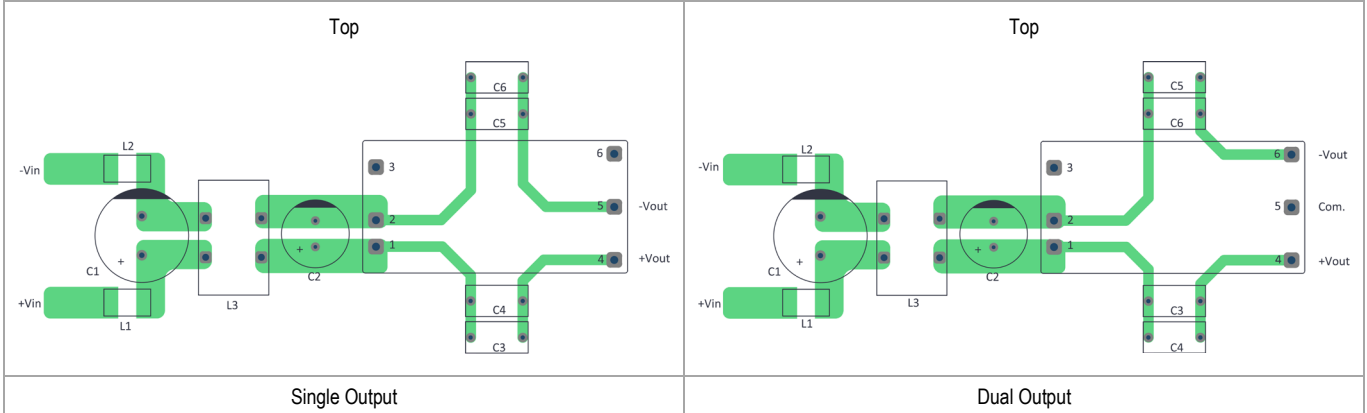 Top
C6
C5
L2
-Vin
3
6
2
5
-Vout
+
C1
1
+
C2
4
+Vout
+Vin
L1
L3
C4
C3
Single Output
Top
C5
C6
L2
-Vin
3
6
-Vout
2
5
Com.
+
C1
1
+
C2
4
+Vout
+Vin
L1
L3
C3
C4
Dual Output